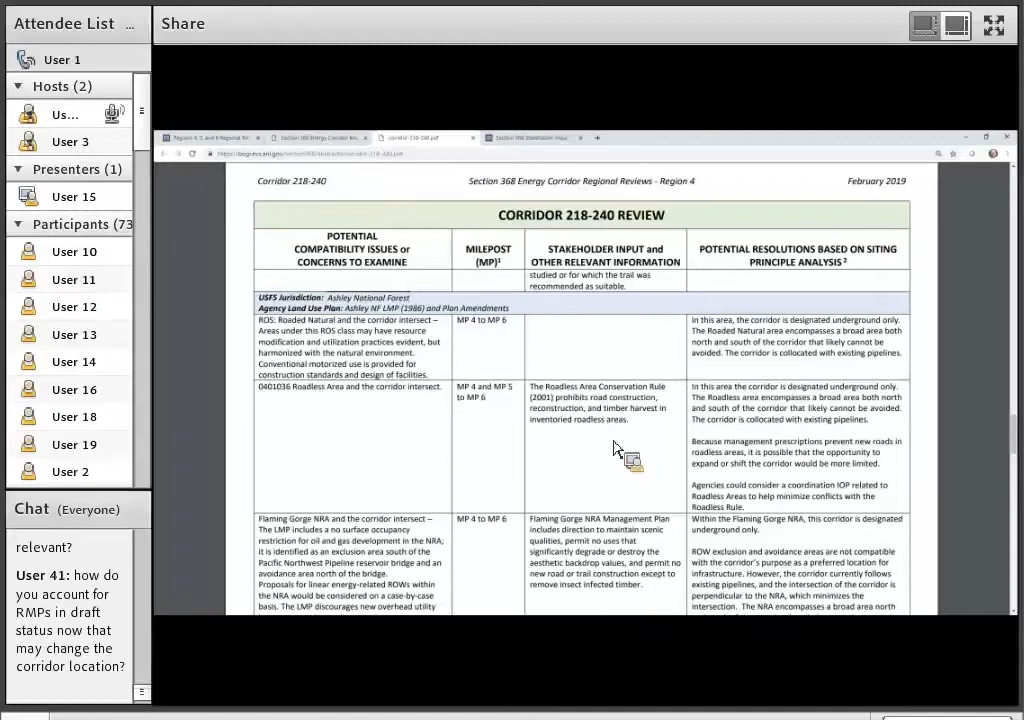 Attendee List ...
Share
User 1
Hosts (2)
Us...
User 3
Presenters (1)
User 15
Participants (73
User 10
User 11
User 12
User 13
User 14
User 16
User 18
User 19
User 2
Chat (Everyone)
relevant?
User 41: how do
you account for
RMPs in draft
status now that
may change the
corridor location?
corridor-218-240.pdf
Corridor 218-240
Section 368 Energy Corridor Regional Reviews - Region 4
February 2019
CORRIDOR 218-240 REVIEW
POTENTIAL
COMPATIBILITY ISSUES or
CONCERNS TO EXAMINE
MILEPOST
(MP)1
STAKEHOLDER INPUT and
OTHER RELEVANT INFORMATION
POTENTIAL RESOLUTIONS BASED ON SITING
PRINCIPLE ANALYSIS 2
studied or for which the trail was
recommended as suitable.
USFS Jurisdiction: Ashley National Forest
Agency Land Use Plan: Ashley NF LMP (1986) and Plan Amendments
ROS: Roaded Natural and the corridor intersect –
Areas under this ROS class may have resource
modification and utilization practices evident, but
harmonized with the natural environment.
Conventional motorized use is provided for
construction standards and design of facilities.
MP 4 to MP 6
In this area, the corridor is designated underground only.
The Roaded Natural area encompasses a broad area both
north and south of the corridor that likely cannot be
avoided. The corridor is collocated with existing pipelines.
0401036 Roadless Area and the corridor intersect.
MP 4 and MP 5
to MP 6
The Roadless Area Conservation Rule
(2001) prohibits road construction,
reconstruction, and timber harvest in
inventoried roadless areas.
In this area the corridor is designated underground only.
The Roadless area encompasses a broad area both north
and south of the corridor that likely cannot be avoided.
The corridor is collocated with existing pipelines.
Because management prescriptions prevent new roads in
roadless areas, it is possible that the opportunity to
expand or shift the corridor would be more limited.
Agencies could consider a coordination IOP related to
Roadless Areas to help minimize conflicts with the
Roadless Rule.
Flaming Gorge NRA and the corridor intersect –
The LMP includes a no surface occupancy
restriction for oil and gas development in the NRA;
it is identified as an exclusion area south of the
Pacific Northwest Pipeline reservoir bridge and an
avoidance area north of the bridge.
Proposals for linear energy-related ROWs within
the NRA would be considered on a case-by-case
basis. The LMP discourages new overhead utility
MP 4 to MP 6
Flaming Gorge NRA Management Plan
includes direction to maintain scenic
qualities, permit no uses that
significantly degrade or destroy the
aesthetic backdrop values, and permit no
new road or trail construction except to
remove insect infected timber.
Within the Flaming Gorge NRA, this corridor is designated
underground only.
ROW exclusion and avoidance areas are not compatible
with the corridor's purpose as a preferred location for
infrastructure. However, the corridor currently follows
existing pipelines, and the intersection of the corridor is
perpendicular to the NRA, which minimizes the
intersection. The NRA encompasses a broad area north